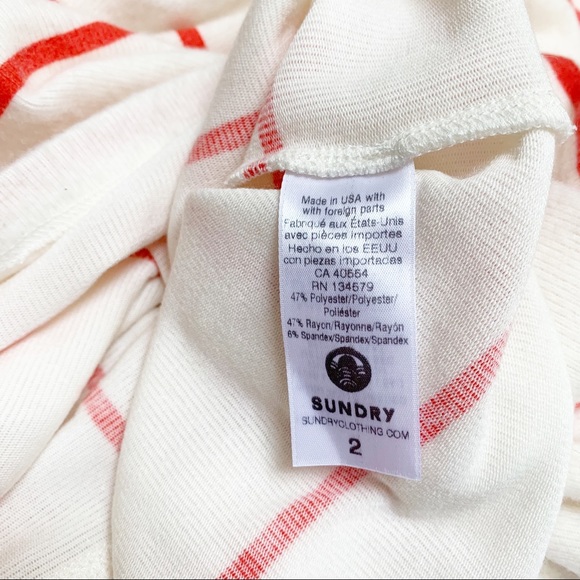 Made in USA with
with foreign parts
Fabriqué aux États-Unis
avec pièces importes
Hecho en los EEUU
con piezas importadas
CA 40554
RN 134579
47% Polyester/Polyester/
Poliéster
47% Rayon/Rayonne/Rayón
6% Spandex/Spandex/Spandex
SUNDRY
SUNDRYCLOTHING.COM
2